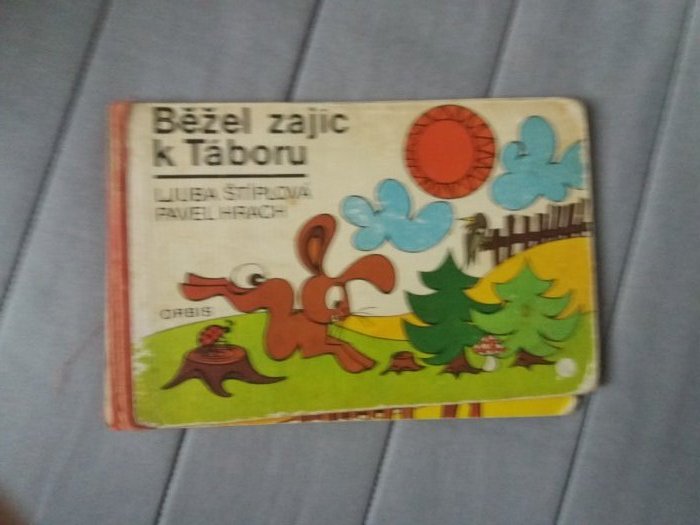 Běžel zajíc
k Táboru
LJUBA ŠTÍPLOVÁ
PAVEL HRACH
ORBIS